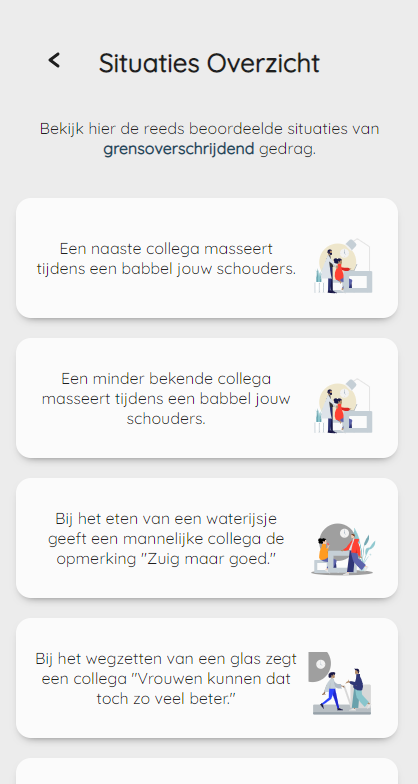 Situaties Overzicht
Bekijk hier de reeds beoordeelde situaties van
grensoverschrijdend gedrag.
Een naaste collega masseert
tijdens een babbel jouw schouders.
Een minder bekende collega
masseert tijdens een babbel jouw
schouders.
Bij het eten van een waterijsje
geeft een mannelijke collega de
opmerking "Zuig maar goed."
Bij het wegzetten van een glas zegt
een collega "Vrouwen kunnen dat
toch zo veel beter."